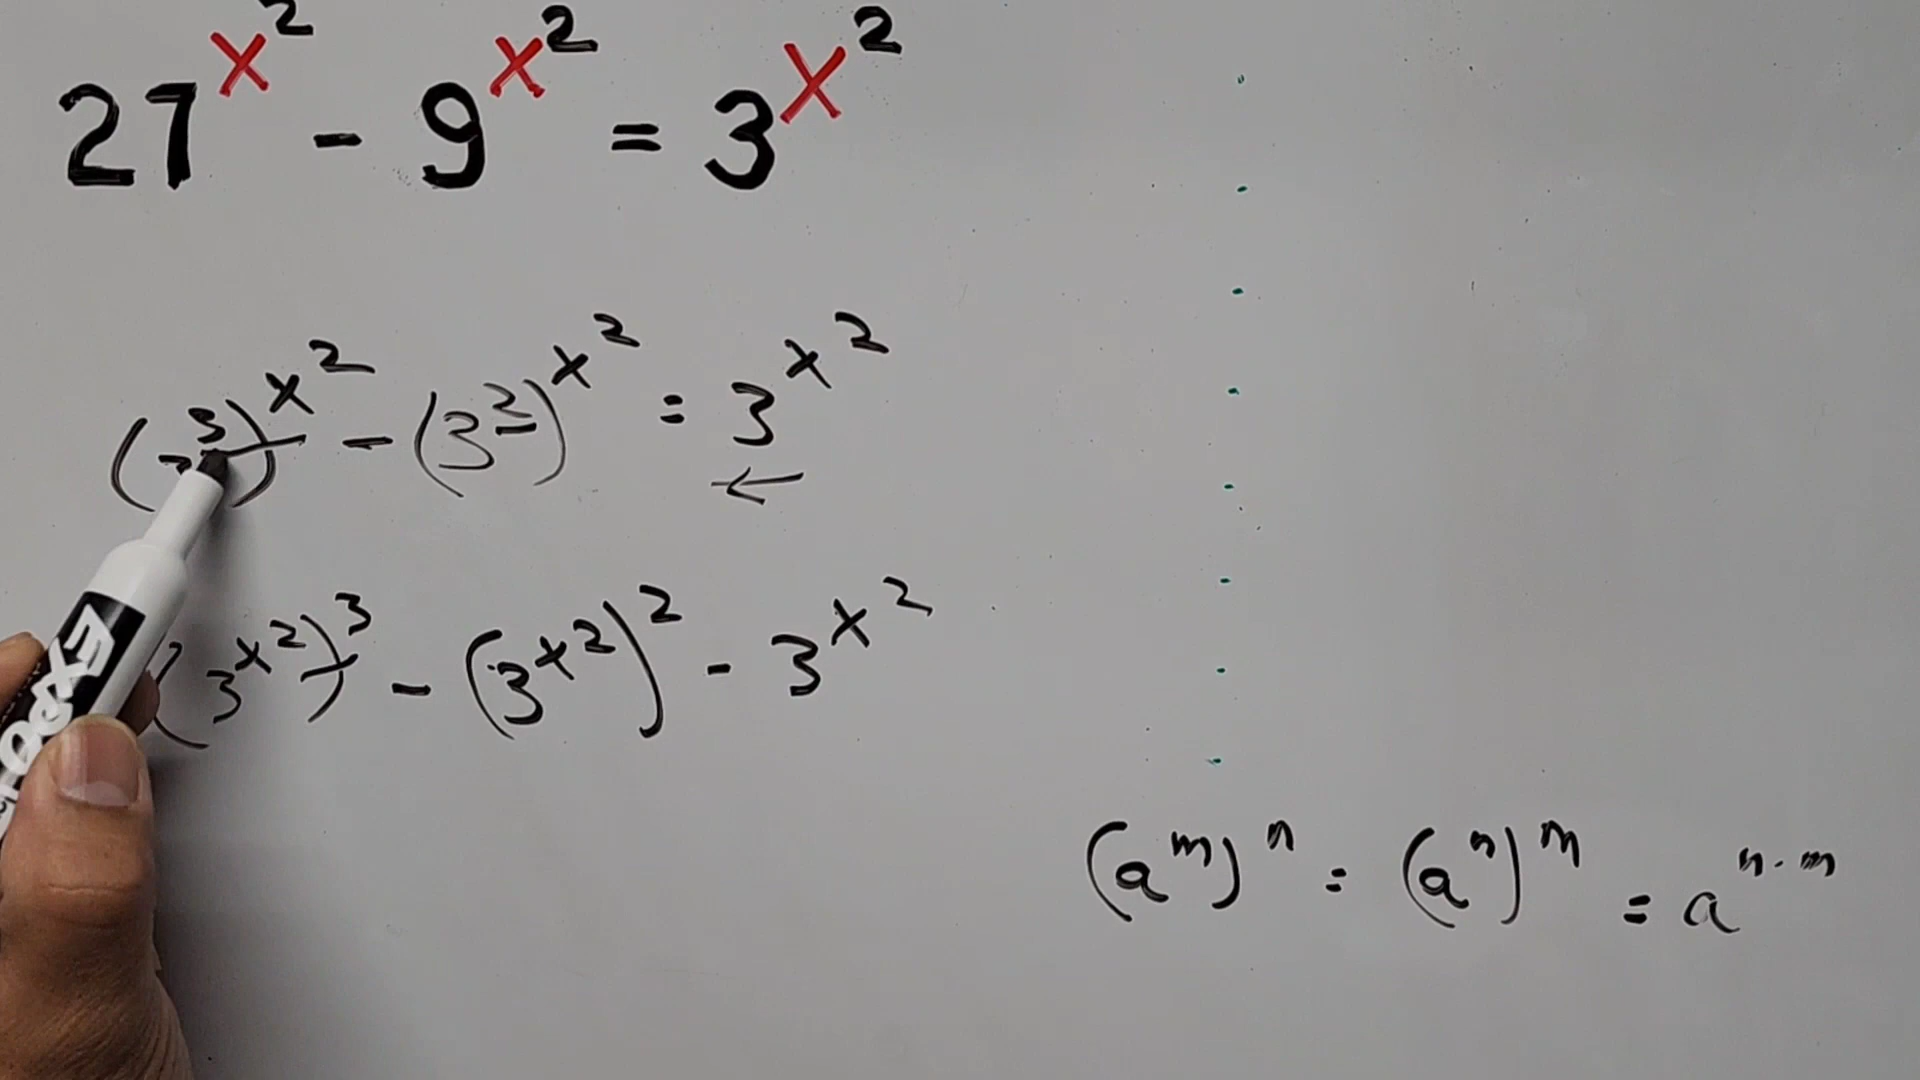 27^x^2 - 9^x^2 = 3^x^2
(3^3)^x^2 - (3^2)^x^2 = 3^x^2
←
(3^x^2)^3 - (3^x^2)^2 - 3^x^2
(a^m)^n = (a^n)^m = a^n·m
EXPO